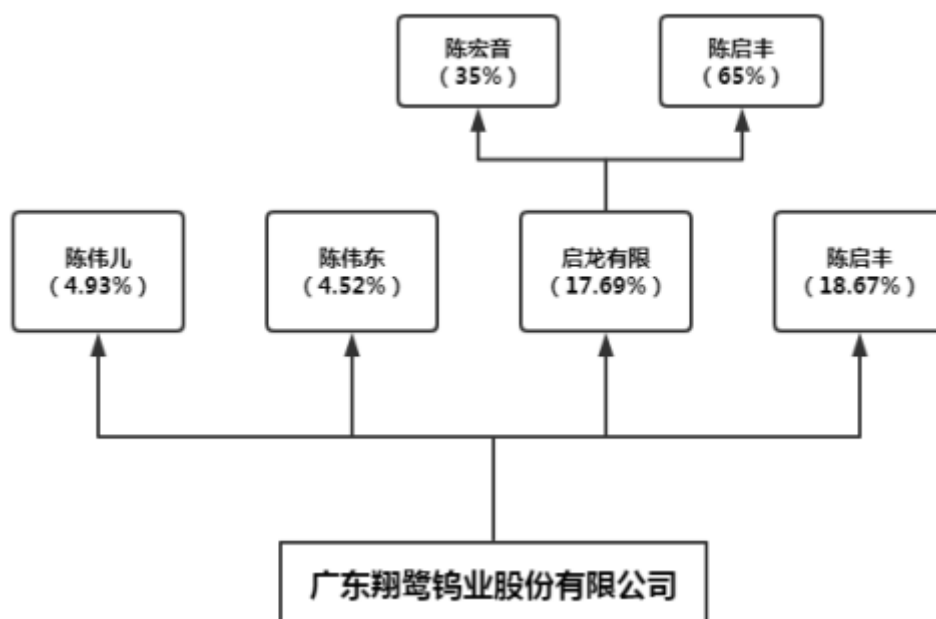 陈宏音
（35%）
陈启丰
（65%）
陈伟儿
（4.93%）
陈伟东
（4.52%）
启龙有限
（17.69%）
陈启丰
（18.67%）
广东翔鹭钨业股份有限公司